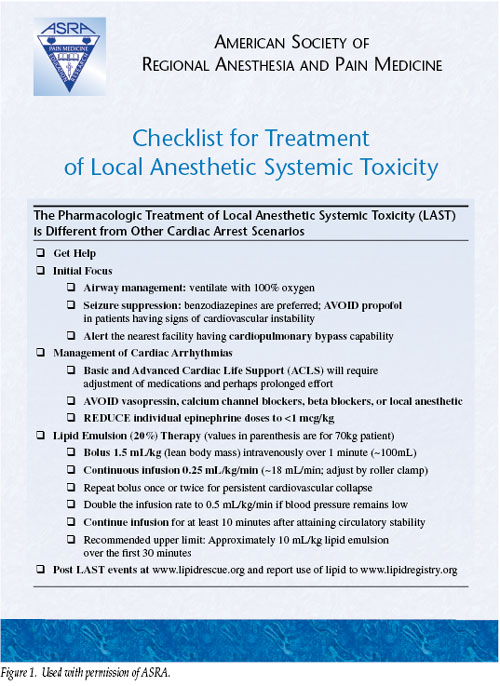 ASRA
PAIN MEDICINE
AMERICAN SOCIETY OF
REGIONAL ANESTHESIA AND PAIN MEDICINE
Checklist for Treatment
of Local Anesthetic Systemic Toxicity
The Pharmacologic Treatment of Local Anesthetic Systemic Toxicity (LAST)
is Different from Other Cardiac Arrest Scenarios
❑ Get Help
❑ Initial Focus
❑ Airway management: ventilate with 100% oxygen
❑ Seizure suppression: benzodiazepines are preferred; AVOID propofol
in patients having signs of cardiovascular instability
❑ Alert the nearest facility having cardiopulmonary bypass capability
❑ Management of Cardiac Arrhythmias
❑ Basic and Advanced Cardiac Life Support (ACLS) will require
adjustment of medications and perhaps prolonged effort
❑ AVOID vasopressin, calcium channel blockers, beta blockers, or local anesthetic
❑ REDUCE individual epinephrine doses to <1 mcg/kg
❑ Lipid Emulsion (20%) Therapy (values in parenthesis are for 70kg patient)
❑ Bolus 1.5 mL/kg (lean body mass) intravenously over 1 minute (~100mL)
❑ Continuous infusion 0.25 mL/kg/min (~18 mL/min; adjust by roller clamp)
❑ Repeat bolus once or twice for persistent cardiovascular collapse
❑ Double the infusion rate to 0.5 mL/kg/min if blood pressure remains low
❑ Continue infusion for at least 10 minutes after attaining circulatory stability
❑ Recommended upper limit: Approximately 10 mL/kg lipid emulsion
over the first 30 minutes
❑ Post LAST events at www.lipidrescue.org and report use of lipid to www.lipidregistry.org
Figure 1. Used with permission of ASRA.